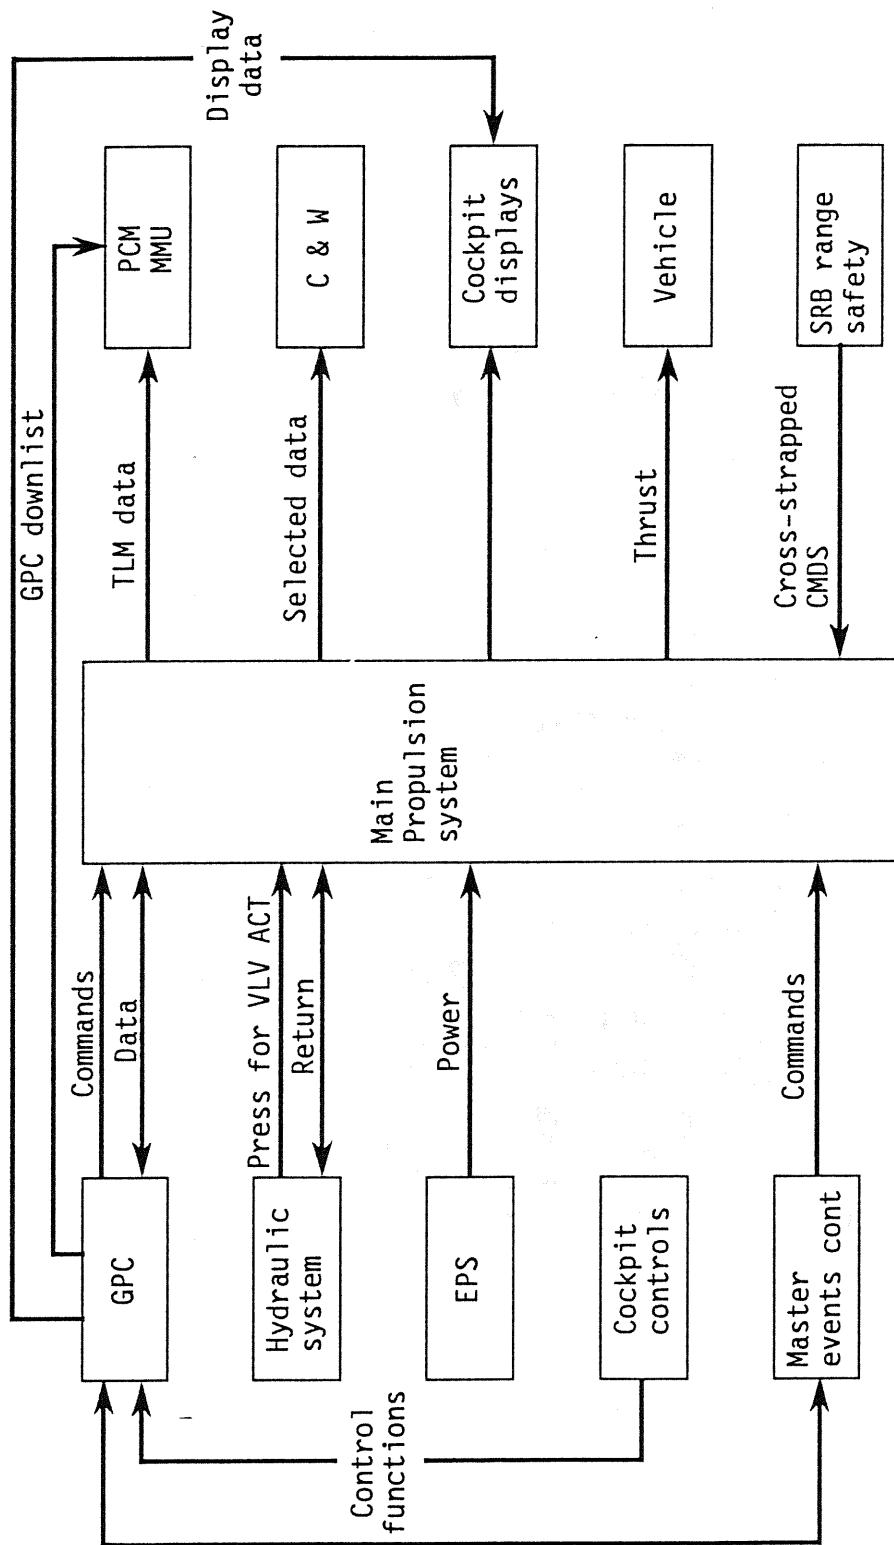 Display
data
GPC downlist
PCM
MMU
TLM data
Commands
Data
GPC
C & W
Selected data
Press for VLV ACT
Return
Hydraulic
system
Cockpit
displays
Main
Propulsion
system
Power
EPS
Vehicle
Thrust
Cockpit
controls
Control
functions
SRB range
safety
Cross-strapped
CMDS
Commands
Master
events cont